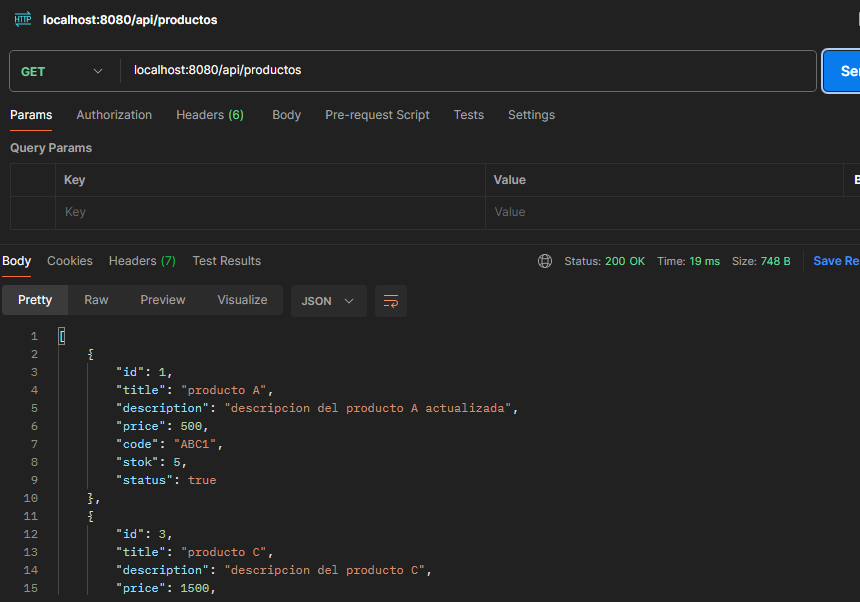 HTTP localhost:8080/api/productos
GET localhost:8080/api/productos
Params Authorization Headers (6) Body Pre-request Script Tests Settings
Query Params
Key Value
Key Value
Body Cookies Headers (7) Test Results Status: 200 OK Time: 19 ms Size: 748 B Save Re
Pretty Raw Preview Visualize JSON
1 [
2 {
3 "id": 1,
4 "title": "producto A",
5 "description": "descripcion del producto A actualizada",
6 "price": 500,
7 "code": "ABC1",
8 "stok": 5,
9 "status": true
10 },
11 {
12 "id": 3,
13 "title": "producto C",
14 "description": "descripcion del producto C",
15 "price": 1500,